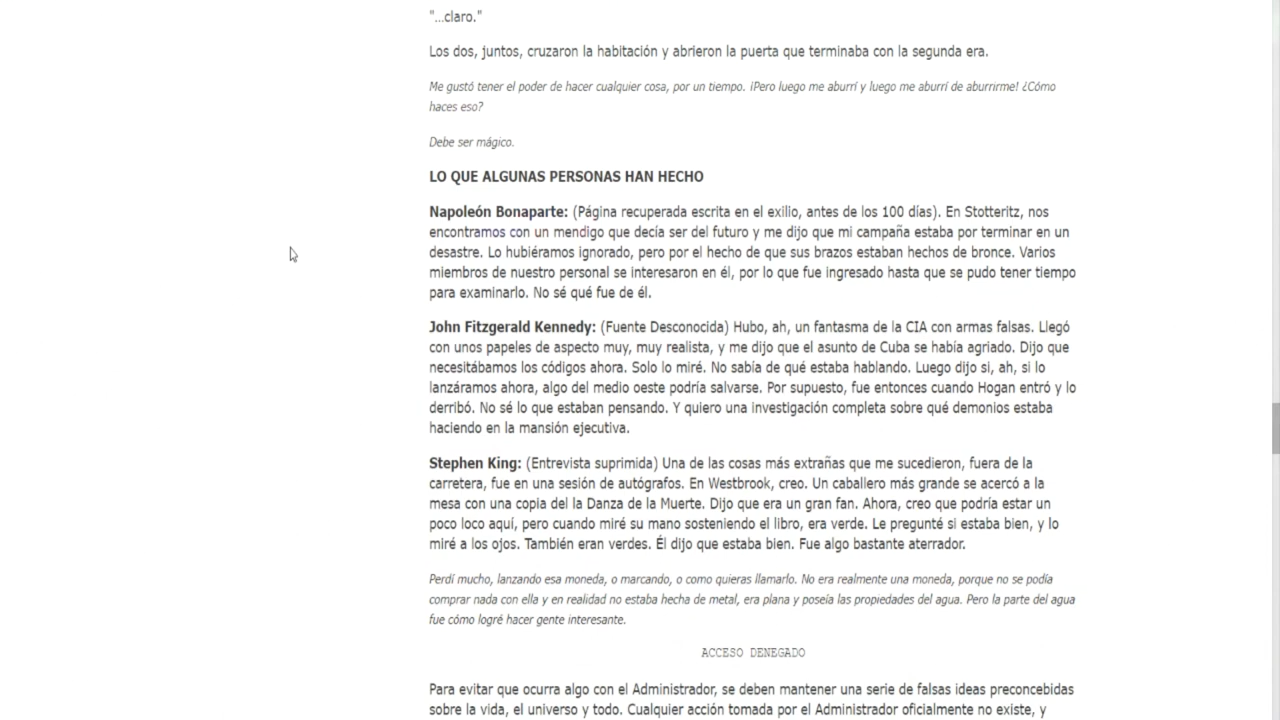 "...claro."
Los dos, juntos, cruzaron la habitación y abrieron la puerta que terminaba con la segunda era.
Me gustó tener el poder de hacer cualquier cosa, por un tiempo. ¡Pero luego me aburrí y luego me aburrí de aburrirme! ¿Cómo
haces eso?
Debe ser mágico.
LO QUE ALGUNAS PERSONAS HAN HECHO
Napoleón Bonaparte: (Página recuperada escrita en el exilio, antes de los 100 días). En Stotteritz, nos
encontramos con un mendigo que decía ser del futuro y me dijo que mi campaña estaba por terminar en un
desastre. Lo hubiéramos ignorado, pero por el hecho de que sus brazos estaban hechos de bronce. Varios
miembros de nuestro personal se interesaron en él, por lo que fue ingresado hasta que se pudo tener tiempo
para examinarlo. No sé qué fue de él.
John Fitzgerald Kennedy: (Fuente Desconocida) Hubo, ah, un fantasma de la CIA con armas falsas. Llegó
con unos papeles de aspecto muy, muy realista, y me dijo que el asunto de Cuba se había agriado. Dijo que
necesitábamos los códigos ahora. Solo lo miré. No sabía de qué estaba hablando. Luego dijo si, ah, si lo
lanzáramos ahora, algo del medio oeste podría salvarse. Por supuesto, fue entonces cuando Hogan entró y lo
derribó. No sé lo que estaban pensando. Y quiero una investigación completa sobre qué demonios estaba
haciendo en la mansión ejecutiva.
Stephen King: (Entrevista suprimida) Una de las cosas más extrañas que me sucedieron, fuera de la
carretera, fue en una sesión de autógrafos. En Westbrook, creo. Un caballero más grande se acercó a la
mesa con una copia del la Danza de la Muerte. Dijo que era un gran fan. Ahora, creo que podría estar un
poco loco aquí, pero cuando miré su mano sosteniendo el libro, era verde. Le pregunté si estaba bien, y lo
miré a los ojos. También eran verdes. Él dijo que estaba bien. Fue algo bastante aterrador.
Perdí mucho, lanzando esa moneda, o marcando, o como quieras llamarlo. No era realmente una moneda, porque no se podía
comprar nada con ella y en realidad no estaba hecha de metal, era plana y poseía las propiedades del agua. Pero la parte del agua
fue cómo logré hacer gente interesante.
ACCESO DENEGADO
Para evitar que ocurra algo con el Administrador, se deben mantener una serie de falsas ideas preconcebidas
sobre la vida, el universo y todo. Cualquier acción tomada por el Administrador oficialmente no existe, y